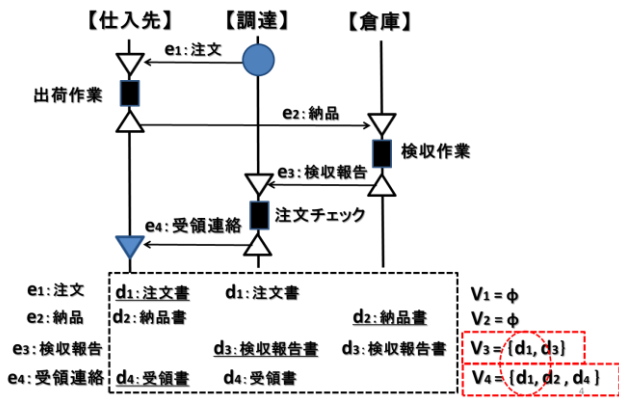 【仕入先】 【調達】 【倉庫】
e1:注文
出荷作業
e2:納品
検収作業
e3:検収報告
注文チェック
e4:受領連絡
e1:注文 d1:注文書 d1:注文書 V1 = ϕ
e2:納品 d2:納品書 d2:納品書 V2 = ϕ
e3:検収報告 d3:検収報告書 d3:検収報告書 V3 = {d1, d3}
e4:受領連絡 d4:受領書 d4:受領書 V4 = {d1, d2 , d4 }
4